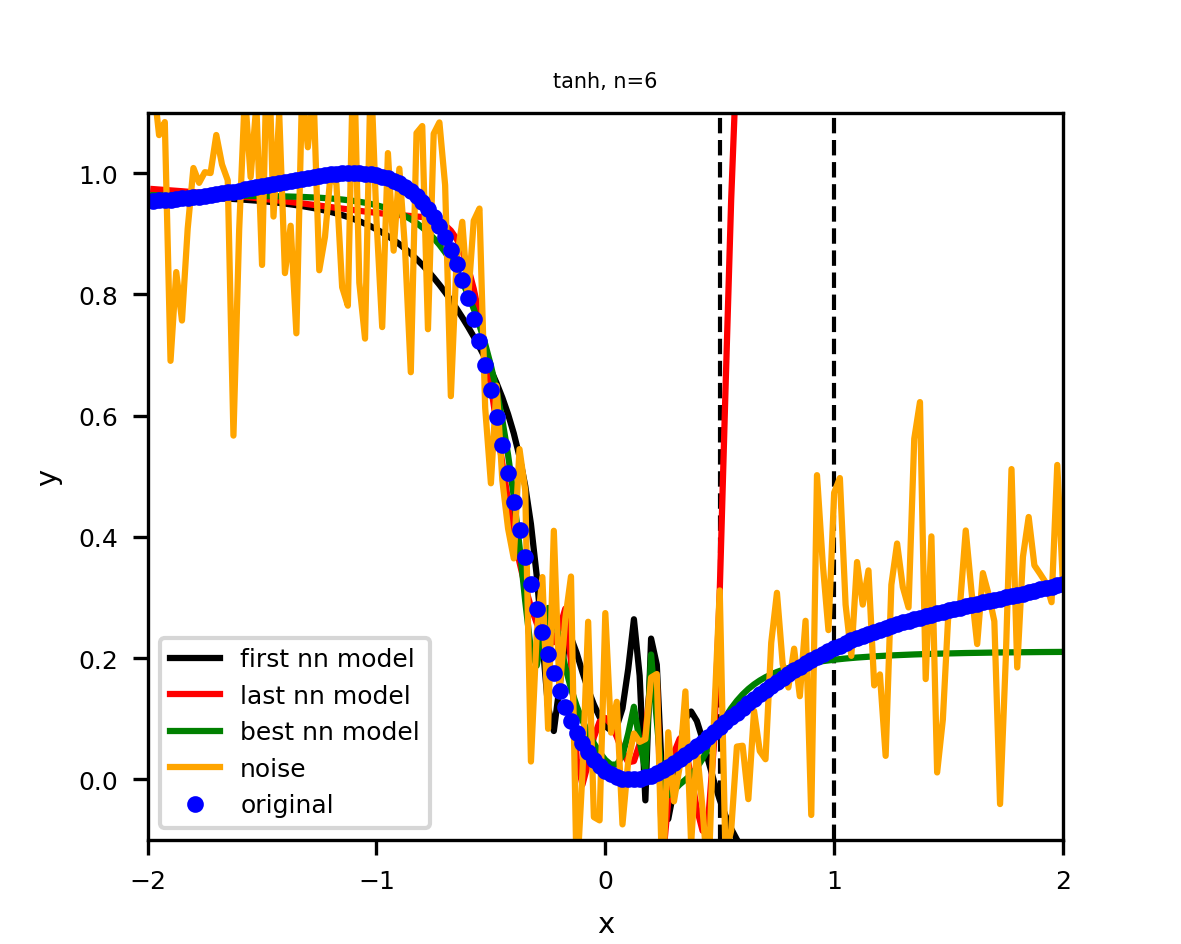 tanh, n=6
y
1.0
0.8
0.6
0.4
0.2
0.0
first nn model
last nn model
best nn model
noise
original
−2
−1
0
1
2
x